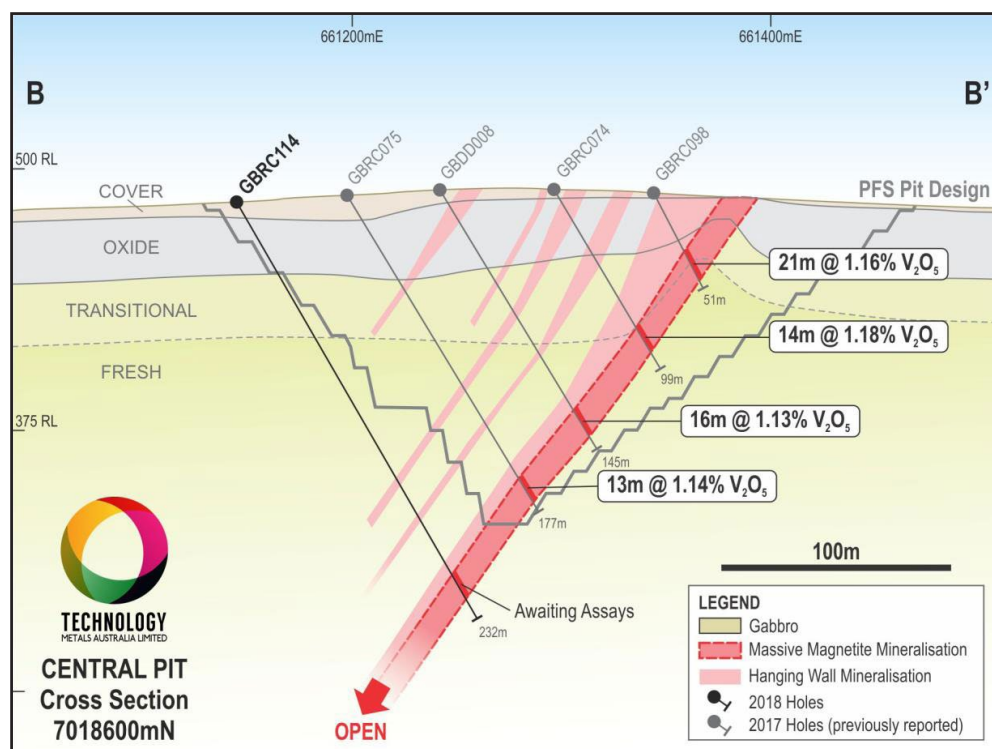 661200mE
661400mE
B
B'
500 RL
COVER
GBRC114
GBRC075
GBDD008
GBRC074
GBRC098
PFS Pit Design
OXIDE
21m @ 1.16% V₂O₅
51m
TRANSITIONAL
14m @ 1.18% V₂O₅
FRESH
99m
375 RL
16m @ 1.13% V₂O₅
145m
13m @ 1.14% V₂O₅
177m
100m
Awaiting Assays
232m
OPEN
TECHNOLOGY
METALS AUSTRALIA LIMITED
CENTRAL PIT
Cross Section
7018600mN
LEGEND
Gabbro
Massive Magnetite Mineralisation
Hanging Wall Mineralisation
2018 Holes
2017 Holes (previously reported)